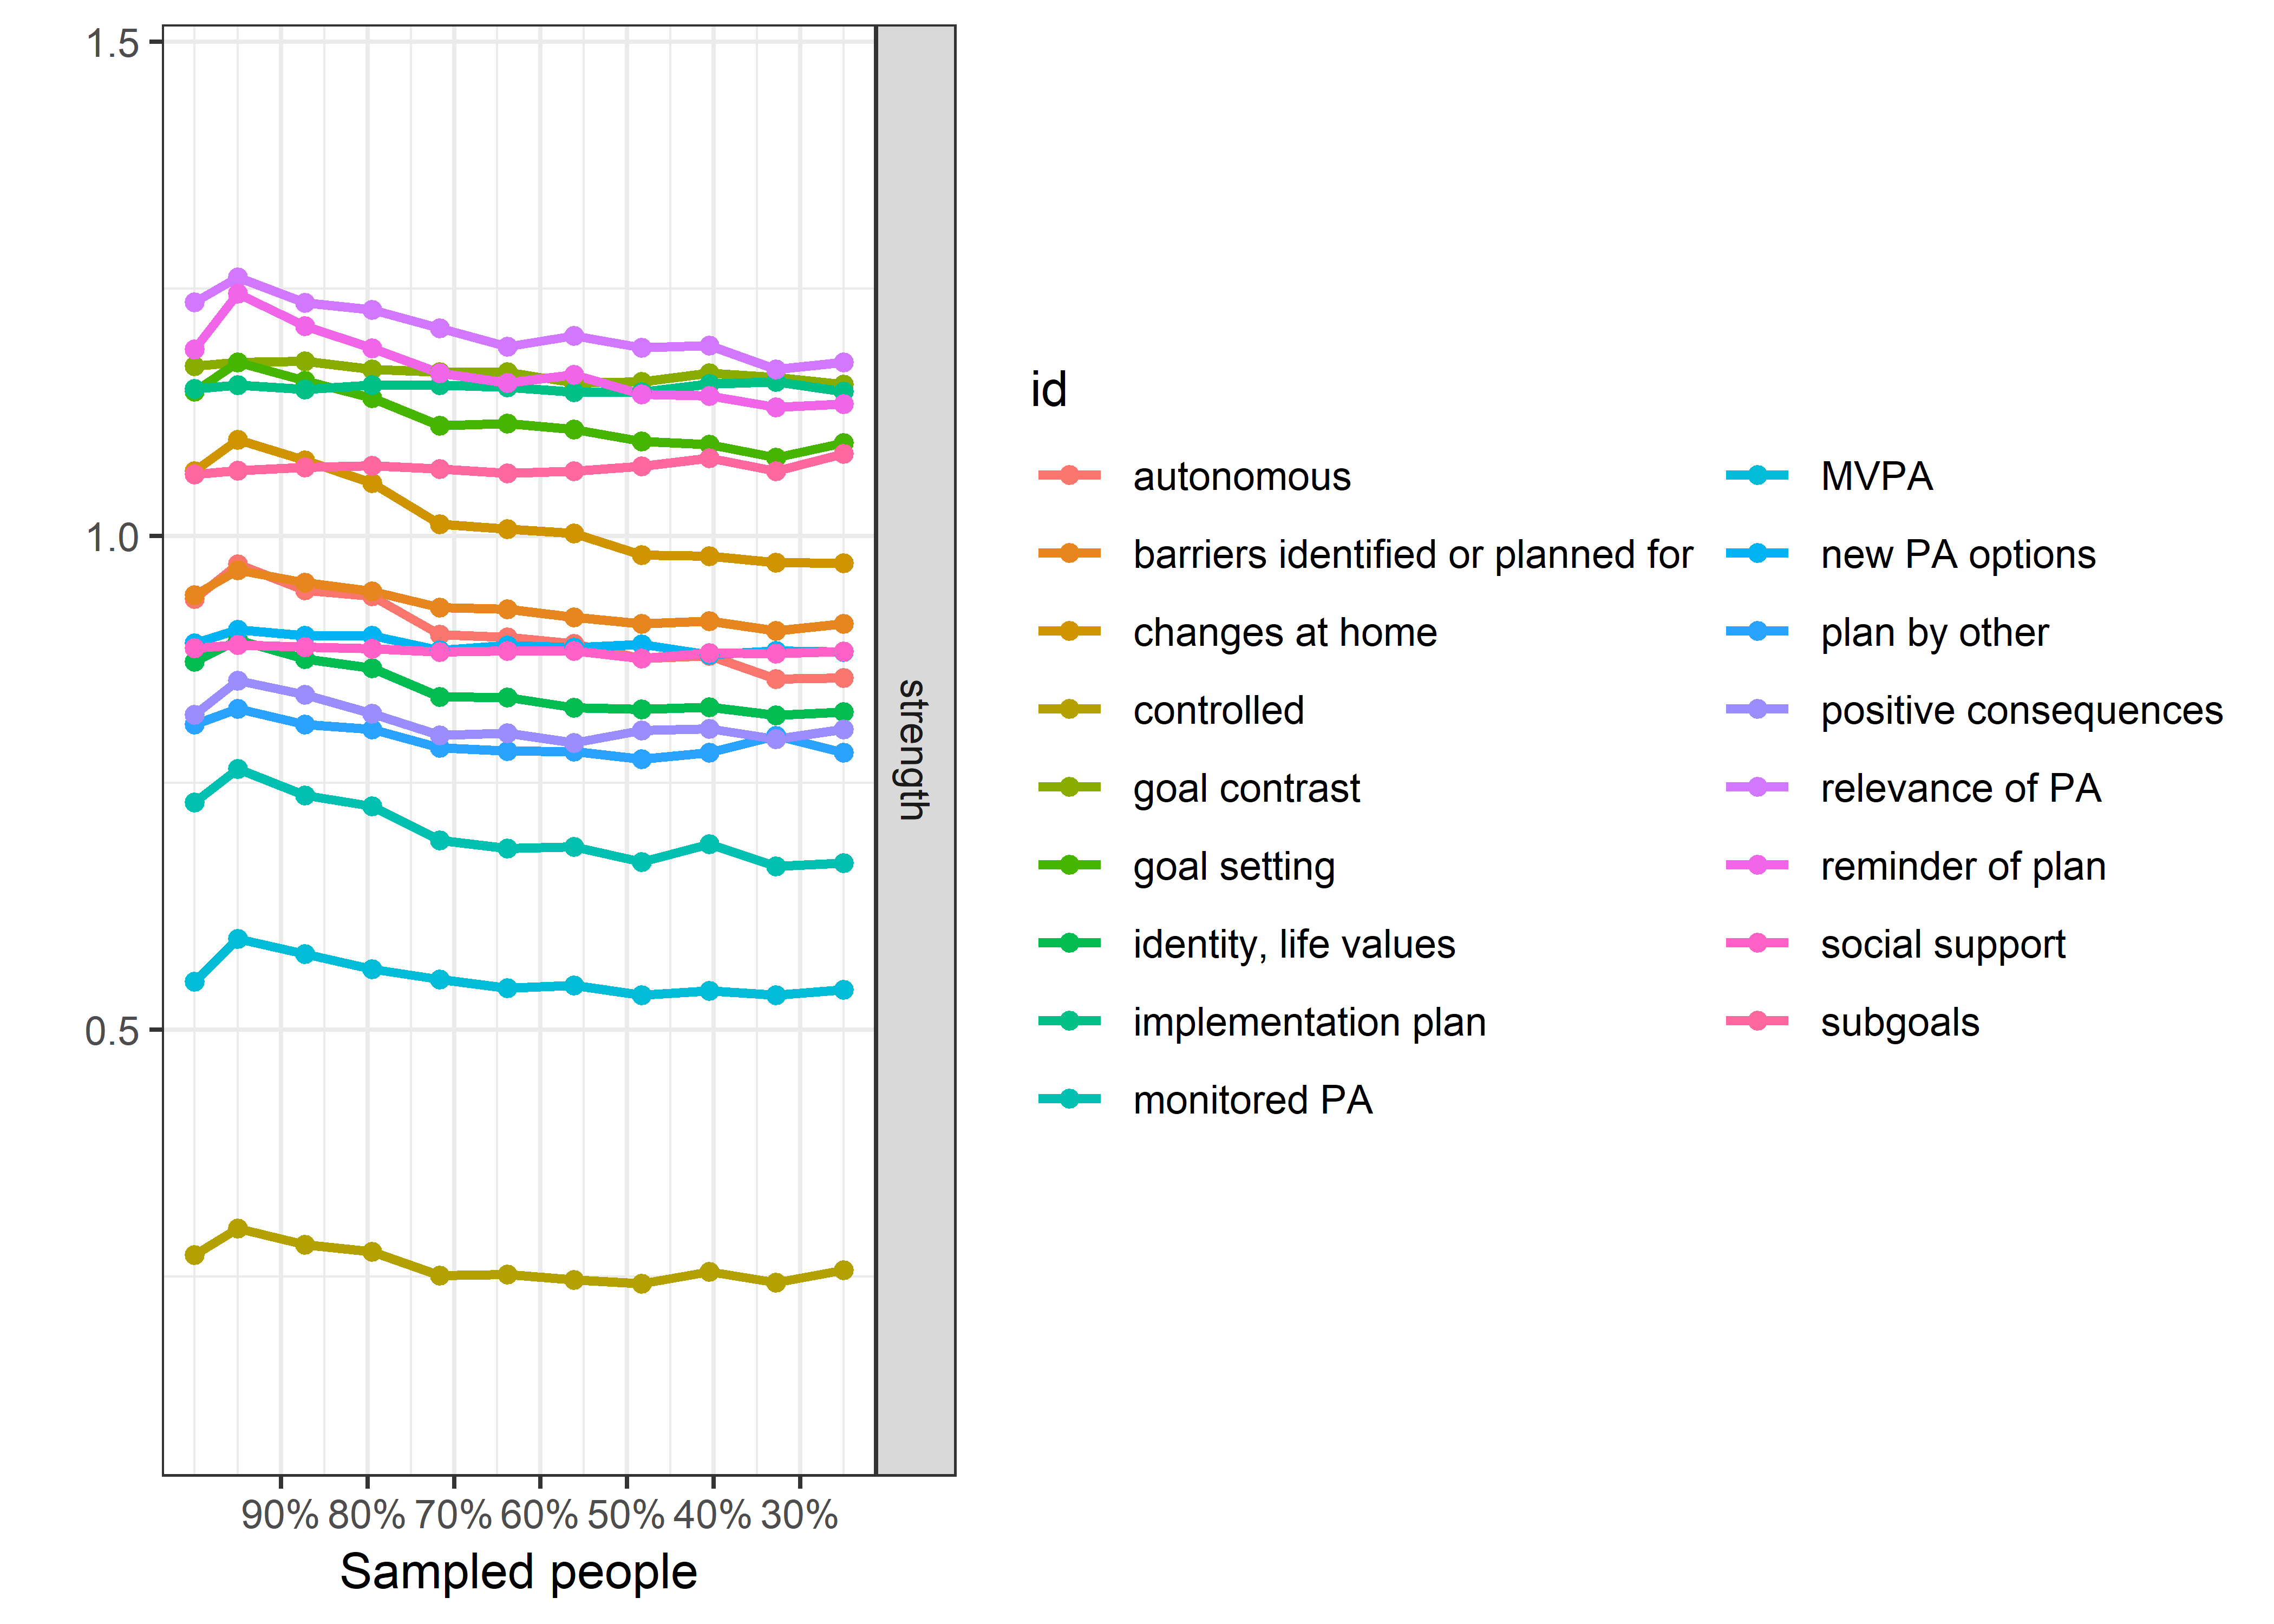 1.5
1.0
0.5
strength
90% 80% 70% 60% 50% 40% 30%
Sampled people
id
autonomous
barriers identified or planned for
changes at home
controlled
goal contrast
goal setting
identity, life values
implementation plan
monitored PA
MVPA
new PA options
plan by other
positive consequences
relevance of PA
reminder of plan
social support
subgoals